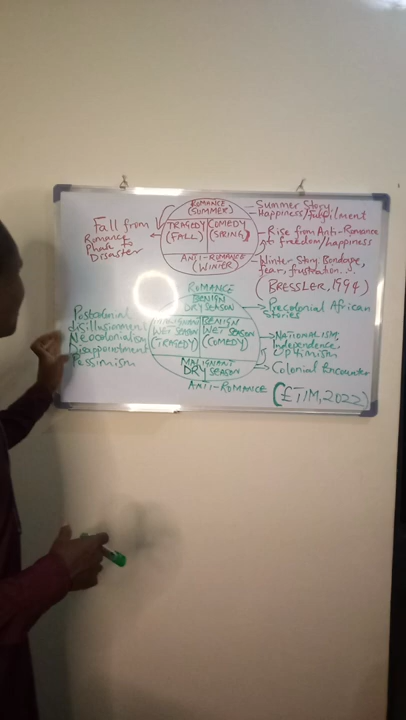 ROMANCE
(SUMMER)
Summer Story
Happiness/Fulfilment
Fall from
Romance
Phase to
Disaster
TRAGEDY
(FALL)
COMEDY
(SPRING)
Rise from Anti-Romance
to freedom/happiness
ANTI-ROMANCE
(WINTER)
Winter Story: Bondage,
fear, frustration...
(BRESSLER, 1994)
ROMANCE
BENIGN
DRY SEASON
Precolonial African
stories
Postcolonial
disillusionment
Neocolonialism
Disappointment
Pessimism
MALIGNANT
WET SEASON
(TRAGEDY)
BENIGN
WET SEASON
(COMEDY)
Nationalism,
Independence,
Optimism
MALIGNANT
DRY SEASON
Colonial Encounter
ANTI-ROMANCE
(ETIM, 2022)